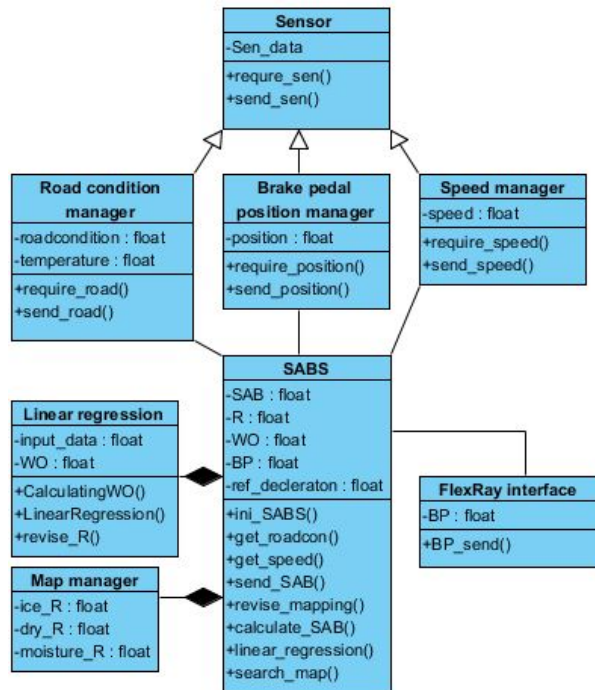 Sensor
-Sen_data
+requre_sen()
+send_sen()
Road condition
manager
-roadcondition : float
-temperature : float
+require_road()
+send_road()
Brake pedal
position manager
-position : float
+require_position()
+send_position()
Speed manager
-speed : float
+require_speed()
+send_speed()
SABS
-SAB : float
-R : float
-WO : float
-BP : float
-ref_decleraton : float
+ini_SABS()
+get_roadcon()
+get_speed()
+send_SAB()
+revise_mapping()
+calculate_SAB()
+linear_regression()
+search_map()
Linear regression
-input_data : float
-WO : float
+CalculatingWO()
+LinearRegression()
+revise_R()
FlexRay interface
-BP : float
+BP_send()
Map manager
-ice_R : float
-dry_R : float
-moisture_R : float